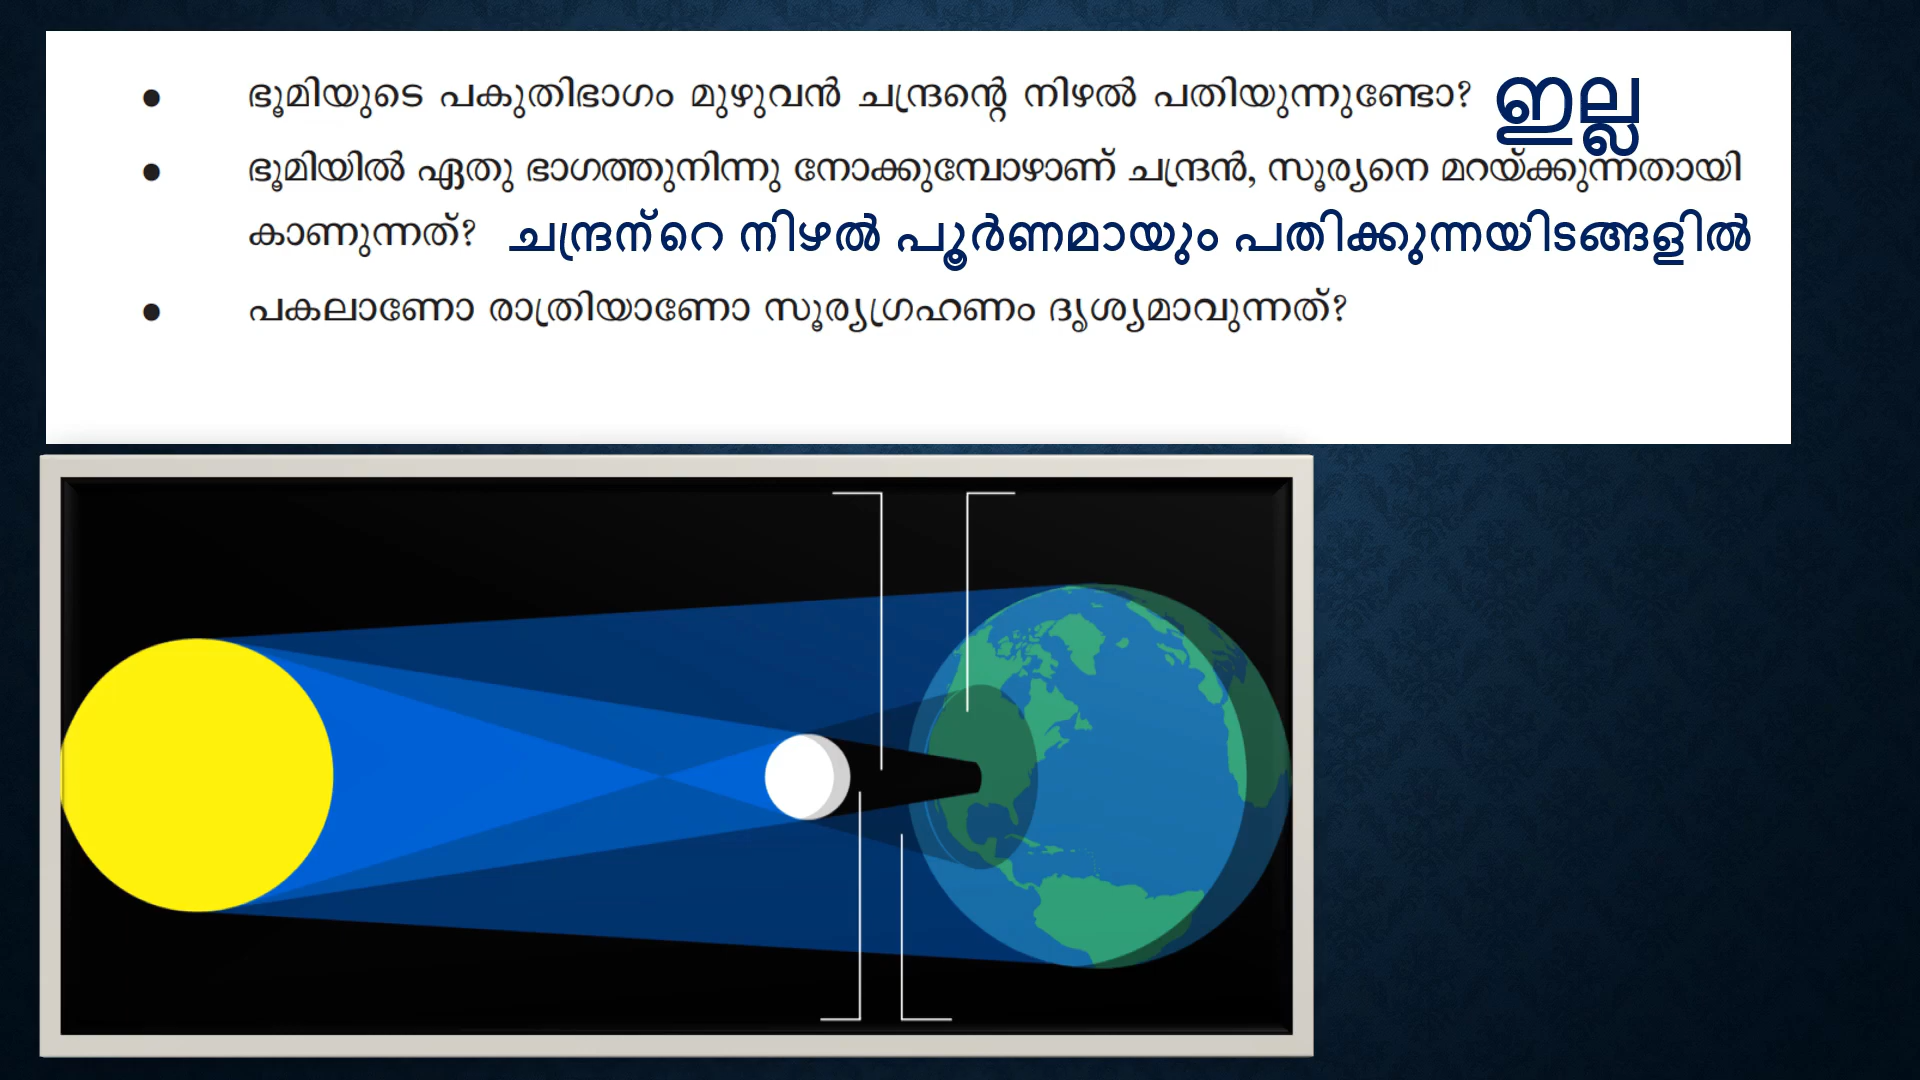 ● ഭൂമിയുടെ പകുതിഭാഗം മുഴുവൻ ചന്ദ്രന്റെ നിഴൽ പതിയുന്നുണ്ടോ? ഇല്ല
● ഭൂമിയിൽ ഏതു ഭാഗത്തുനിന്നു നോക്കുമ്പോഴാണ് ചന്ദ്രൻ, സൂര്യനെ മറയ്ക്കുന്നതായി
കാണുന്നത്? ചന്ദ്രന്റെ നിഴൽ പൂർണമായും പതിക്കുന്നയിടങ്ങളിൽ
● പകലാണോ രാത്രിയാണോ സൂര്യഗ്രഹണം ദൃശ്യമാവുന്നത്?